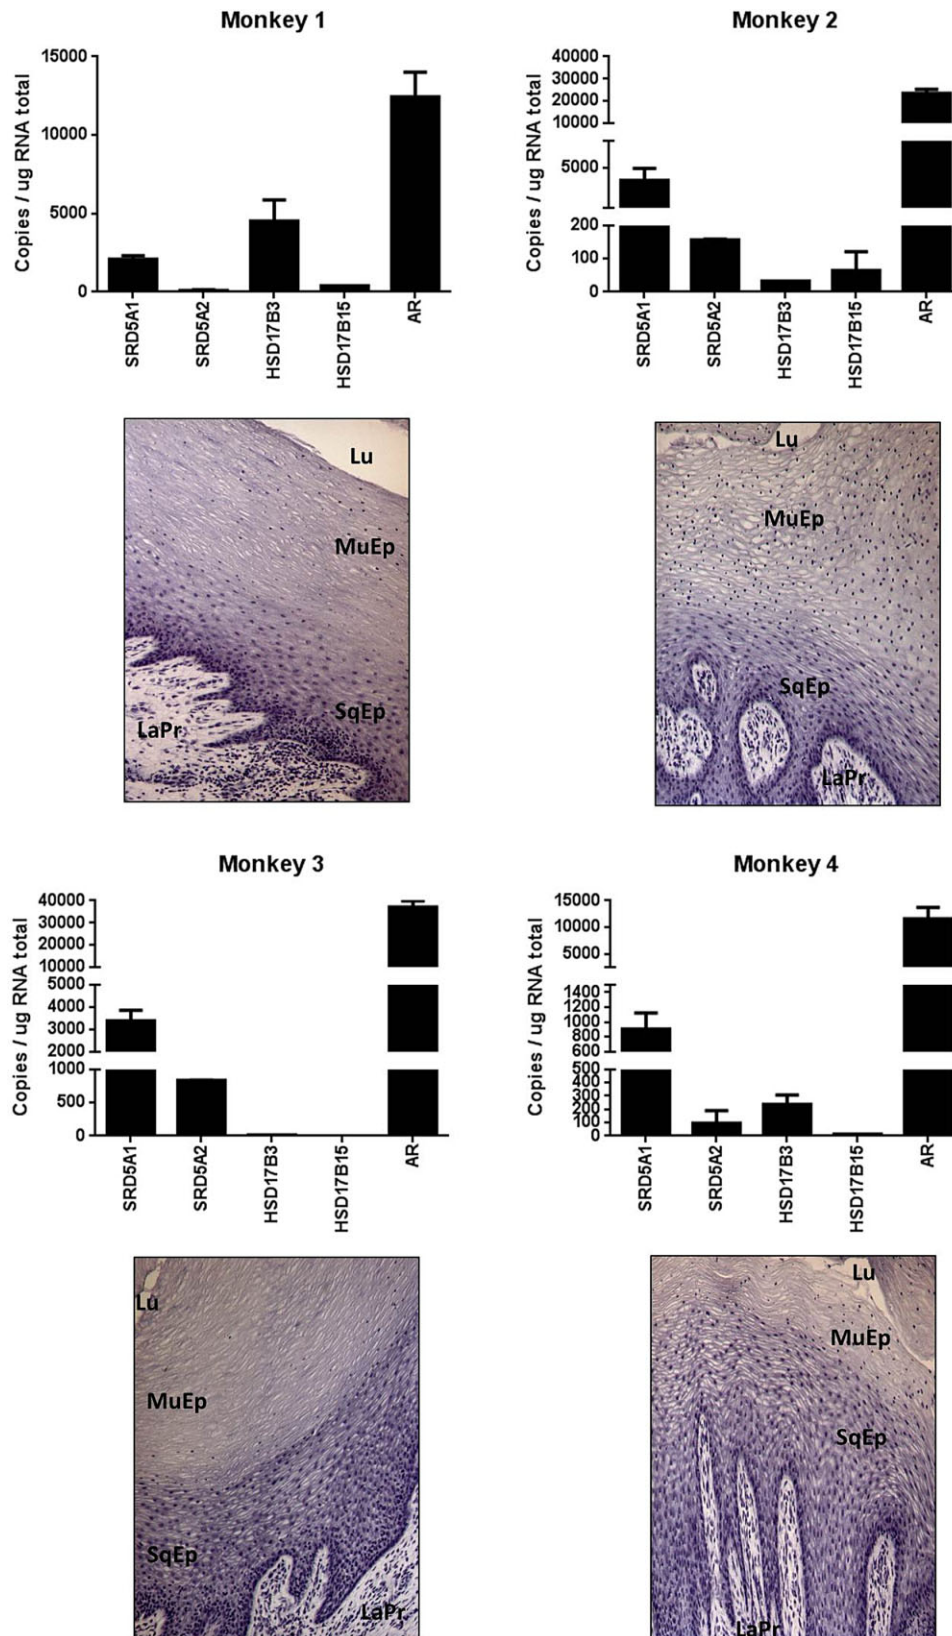 Monkey 1
Copies / ug RNA total
15000
10000
5000
0
SRD5A1
SRD5A2
HSD17B3
HSD17B15
AR
Monkey 2
Copies / ug RNA total
40000
30000
20000
10000
5000
200
100
0
SRD5A1
SRD5A2
HSD17B3
HSD17B15
AR
Lu
MuEp
SqEp
LaPr
Lu
MuEp
SqEp
LaPr
Monkey 3
Copies / ug RNA total
40000
30000
20000
10000
5000
4000
3000
2000
1000
500
0
SRD5A1
SRD5A2
HSD17B3
HSD17B15
AR
Monkey 4
Copies / ug RNA total
15000
10000
5000
1400
1200
1000
800
600
500
400
300
200
100
0
SRD5A1
SRD5A2
HSD17B3
HSD17B15
AR
Lu
MuEp
SqEp
LaPr
Lu
MuEp
SqEp
LaPr